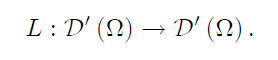 L : 𝒟′ (Ω) → 𝒟′ (Ω) .